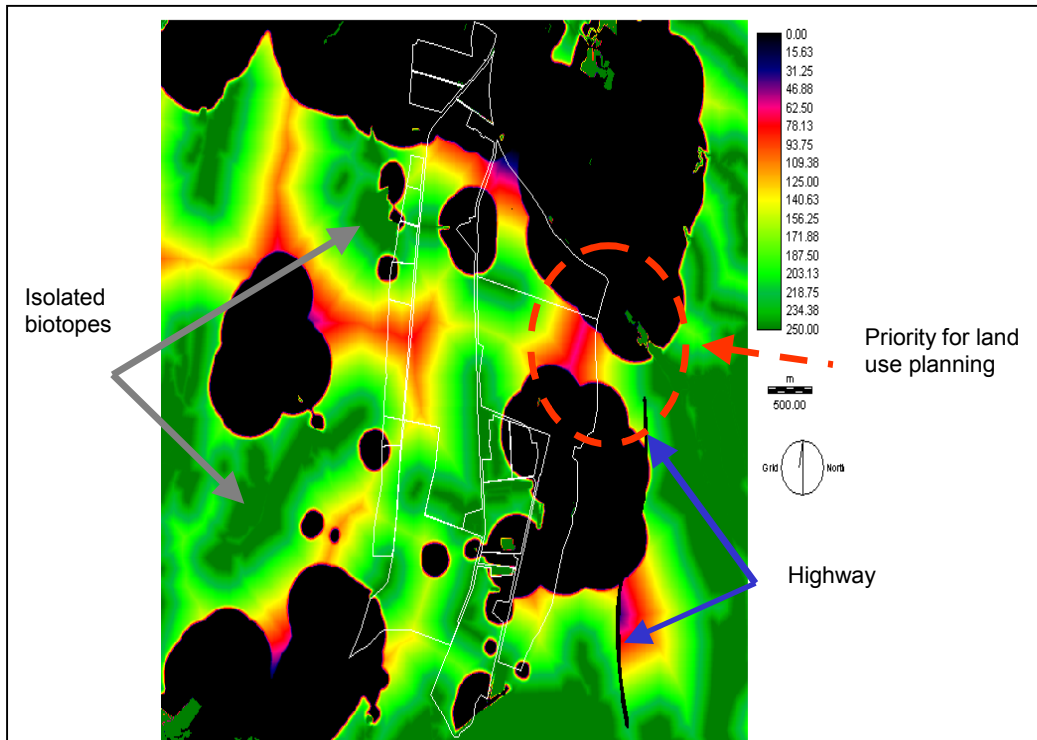 0.00
15.63
31.25
46.88
62.50
78.13
93.75
109.38
125.00
140.63
156.25
171.88
187.50
203.13
218.75
234.38
250.00
Isolated
biotopes
Priority for land
use planning
m
500.00
Grid North
Highway